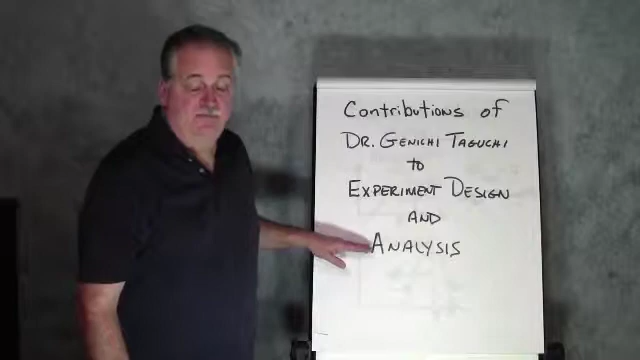 Contributions of
DR. GENICHI TAGUCHI
to
EXPERIMENT DESIGN
AND
ANALYSIS